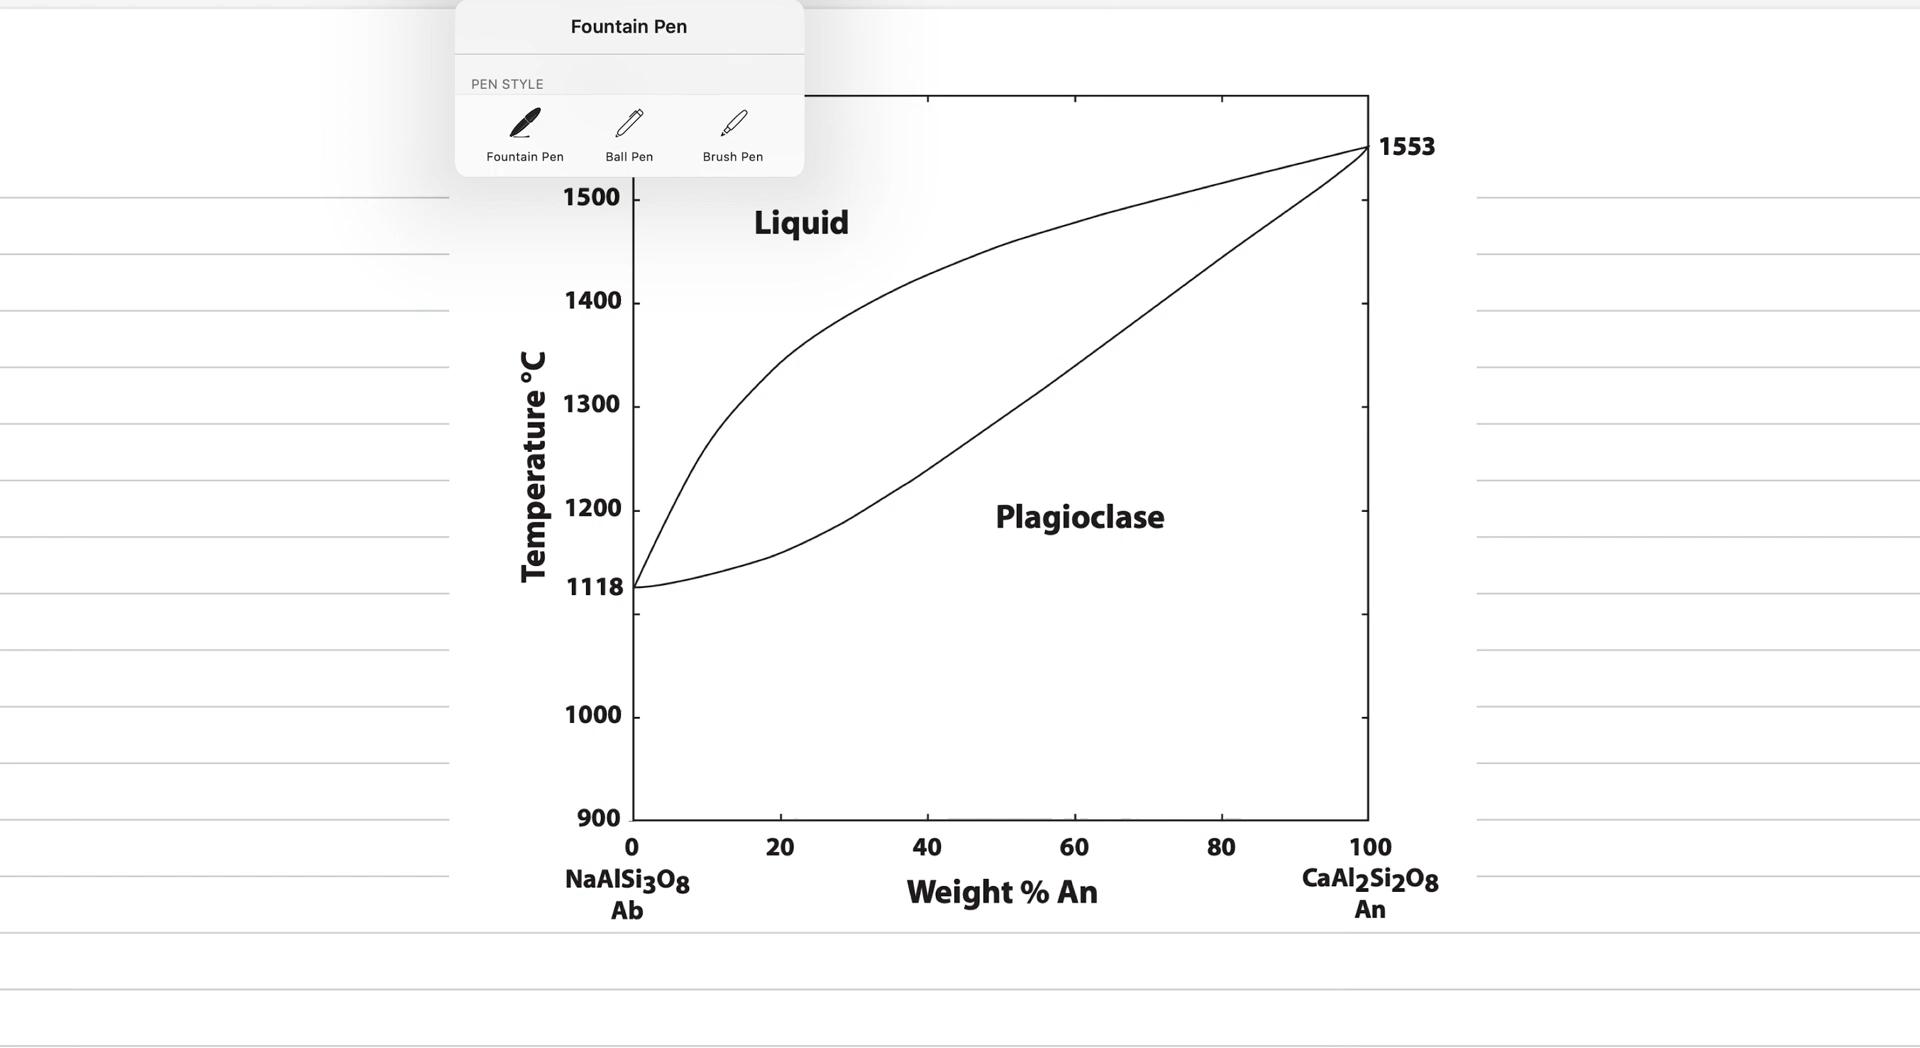 Fountain Pen
PEN STYLE
Fountain Pen Ball Pen Brush Pen
1553
1500
Liquid
1400
Temperature °C
1300
1200
Plagioclase
1118
1000
900
0 20 40 60 80 100
NaAlSi3O8 Weight % An CaAl2Si2O8
Ab An